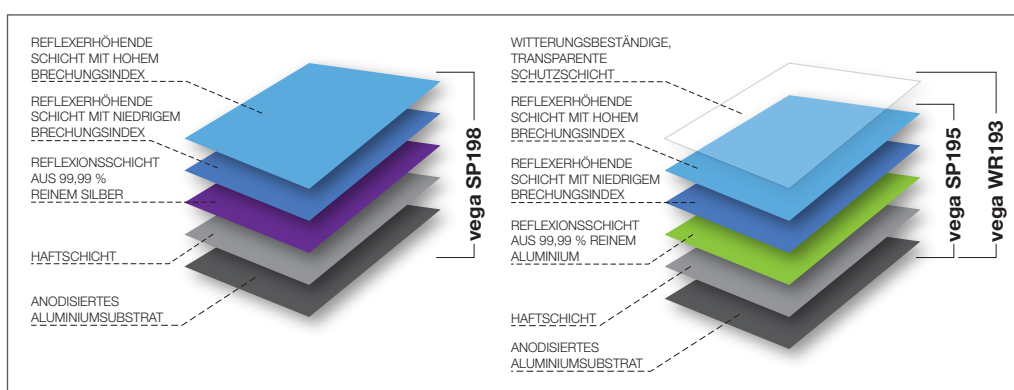 REFLEXERHÖHENDE
SCHICHT MIT HOHEM
BRECHUNGSINDEX
REFLEXERHÖHENDE
SCHICHT MIT NIEDRIGEM
BRECHUNGSINDEX
REFLEXIONSSCHICHT
AUS 99,99 %
REINEM SILBER
HAFTSCHICHT
ANODISIERTES
ALUMINIUMSUBSTRAT
vega SP198
WITTERUNGSBESTÄNDIGE,
TRANSPARENTE
SCHUTZSCHICHT
REFLEXERHÖHENDE
SCHICHT MIT HOHEM
BRECHUNGSINDEX
REFLEXERHÖHENDE
SCHICHT MIT NIEDRIGEM
BRECHUNGSINDEX
REFLEXIONSSCHICHT
AUS 99,99 % REINEM
ALUMINIUM
HAFTSCHICHT
ANODISIERTES
ALUMINIUMSUBSTRAT
vega SP195
vega WR193